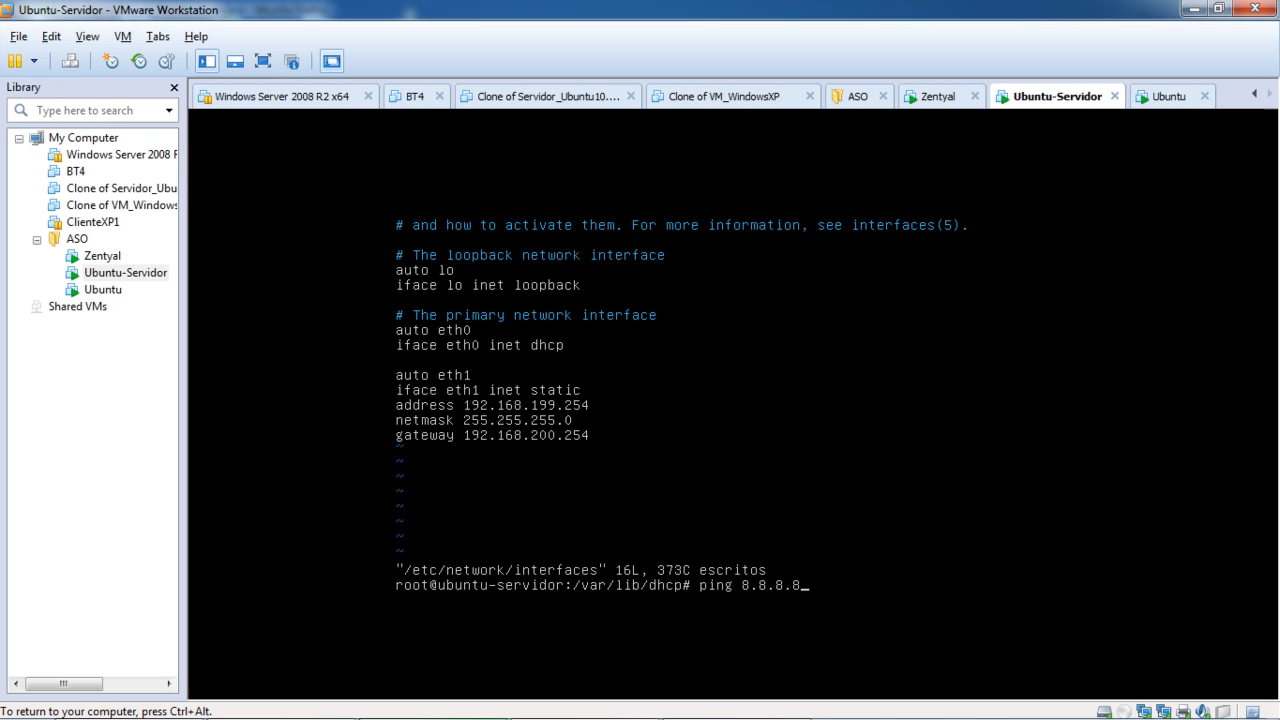 Ubuntu-Servidor - VMware Workstation
File Edit View VM Tabs Help
Library
Type here to search
My Computer
Windows Server 2008 F
BT4
Clone of Servidor_Ubu
Clone of VM_Windows
ClienteXP1
ASO
Zentyal
Ubuntu-Servidor
Ubuntu
Shared VMs
Windows Server 2008 R2 x64 BT4 Clone of Servidor_Ubuntu10.... Clone of VM_WindowsXP ASO Zentyal Ubuntu-Servidor Ubuntu
# and how to activate them. For more information, see interfaces(5).
# The loopback network interface
auto lo
iface lo inet loopback
# The primary network interface
auto eth0
iface eth0 inet dhcp
auto eth1
iface eth1 inet static
address 192.168.199.254
netmask 255.255.255.0
gateway 192.168.200.254
~
~
~
~
~
~
~
~
"/etc/network/interfaces" 16L, 373C escritos
root@ubuntu-servidor:/var/lib/dhcp# ping 8.8.8.8_
To return to your computer, press Ctrl+Alt.